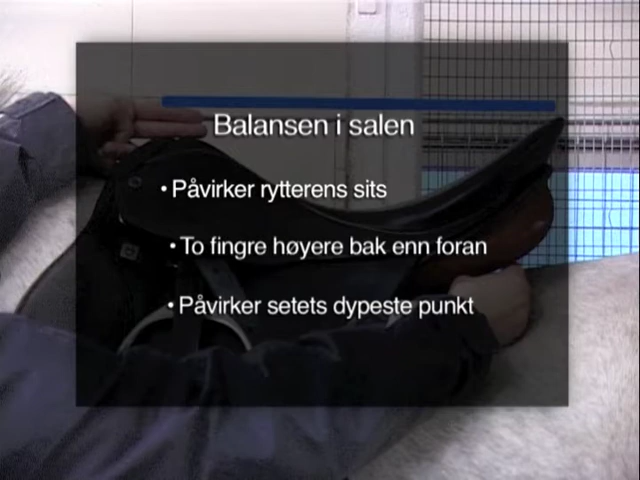 Balansen i salen
• Påvirker rytterens sits
• To fingre høyere bak enn foran
• Påvirker setets dypeste punkt